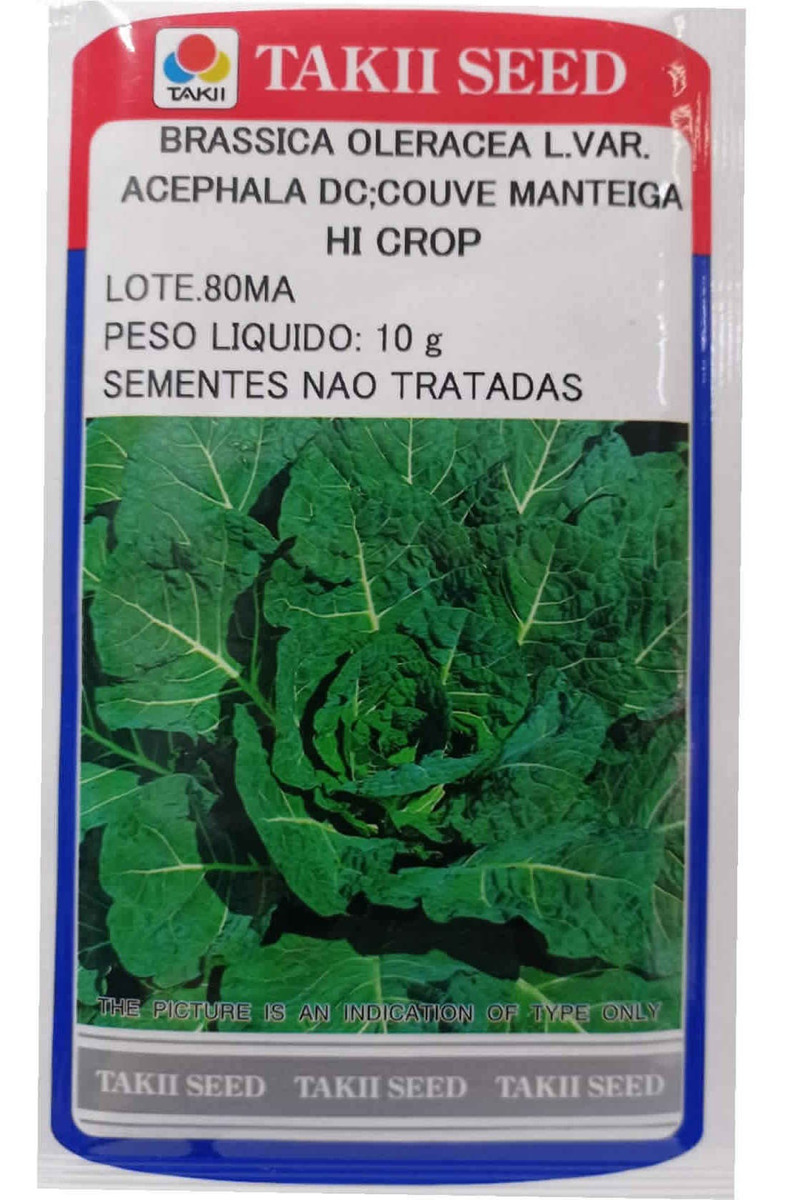 TAKII
TAKII SEED
BRASSICA OLERACEA L.VAR.
ACEPHALA DC;COUVE MANTEIGA
HI CROP
LOTE.80MA
PESO LIQUIDO: 10 g
SEMENTES NAO TRATADAS
THE PICTURE IS AN INDICATION OF TYPE ONLY
TAKII SEED TAKII SEED TAKII SEED